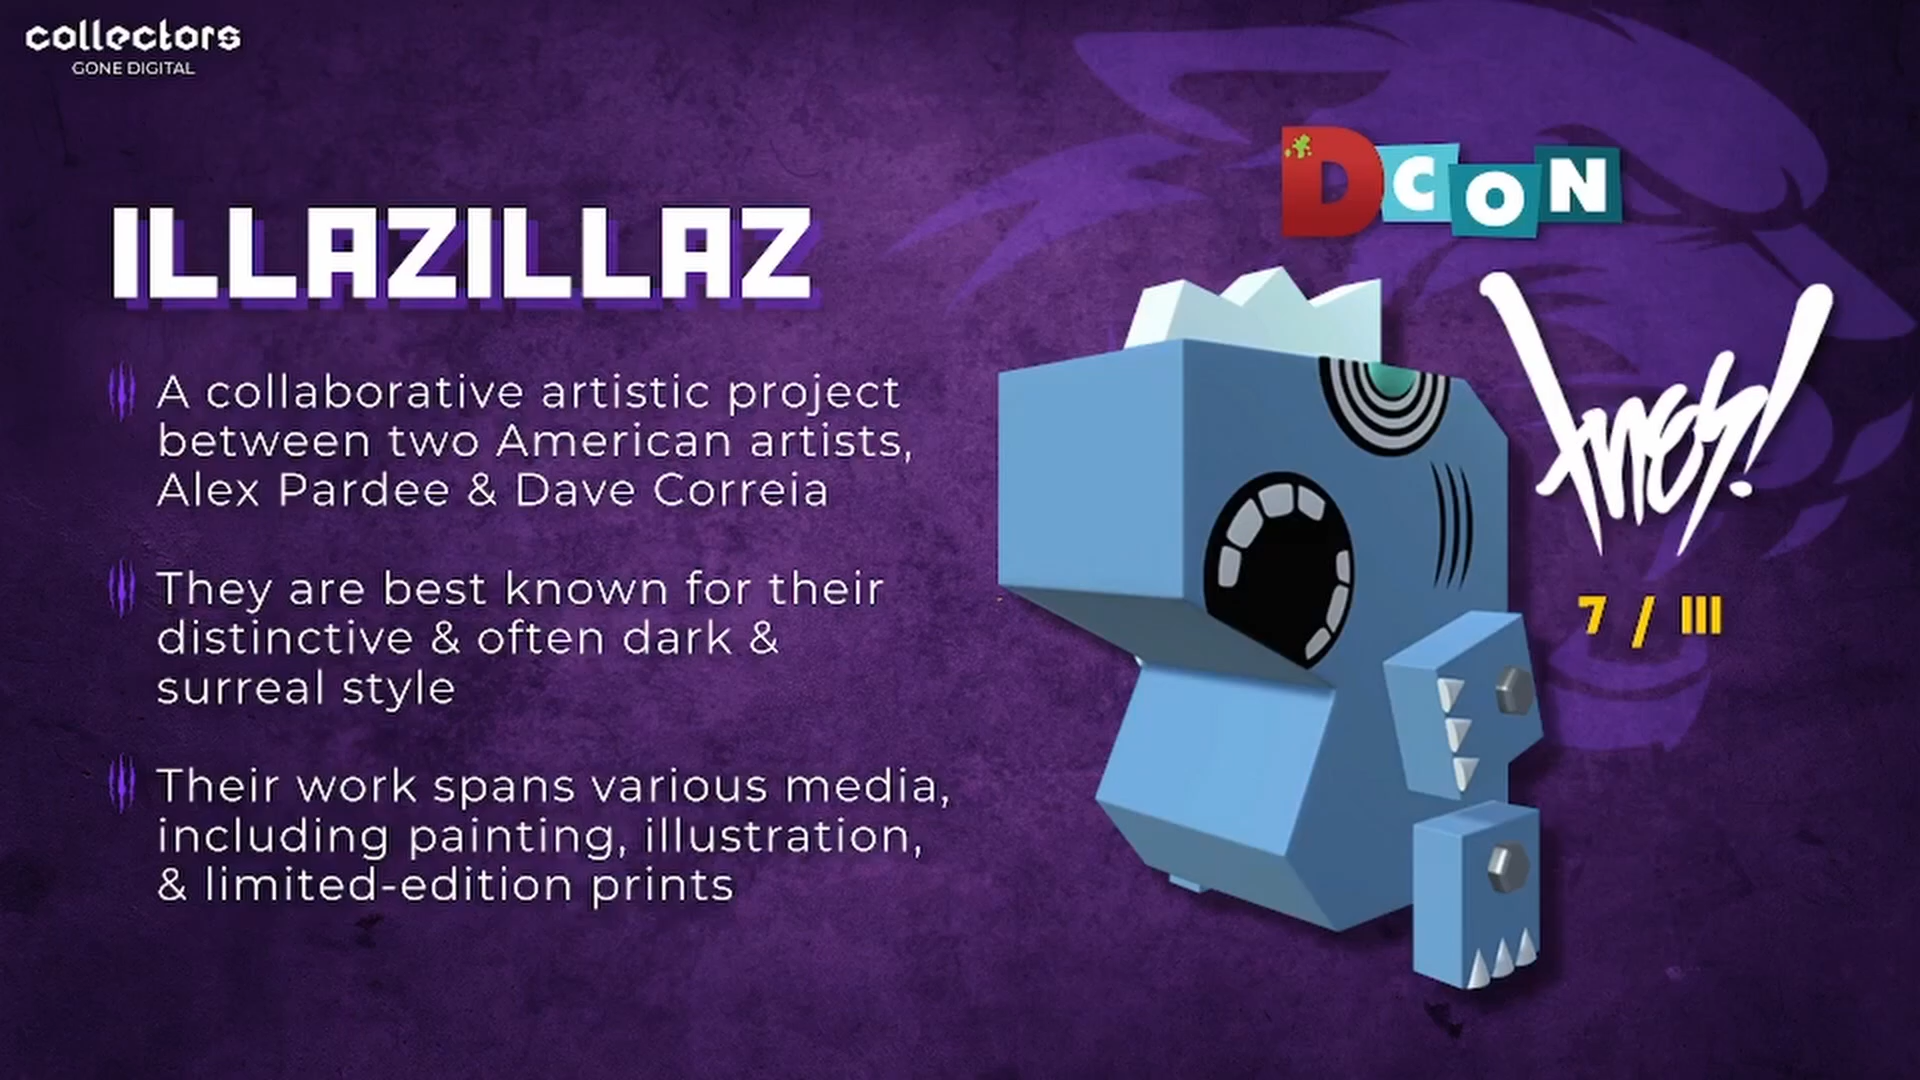 collectors
GONE DIGITAL
DCON
ILLAZILLAZ
A collaborative artistic project
between two American artists,
Alex Pardee & Dave Correia
They are best known for their
distinctive & often dark &
surreal style
Their work spans various media,
including painting, illustration,
& limited-edition prints
7 / III